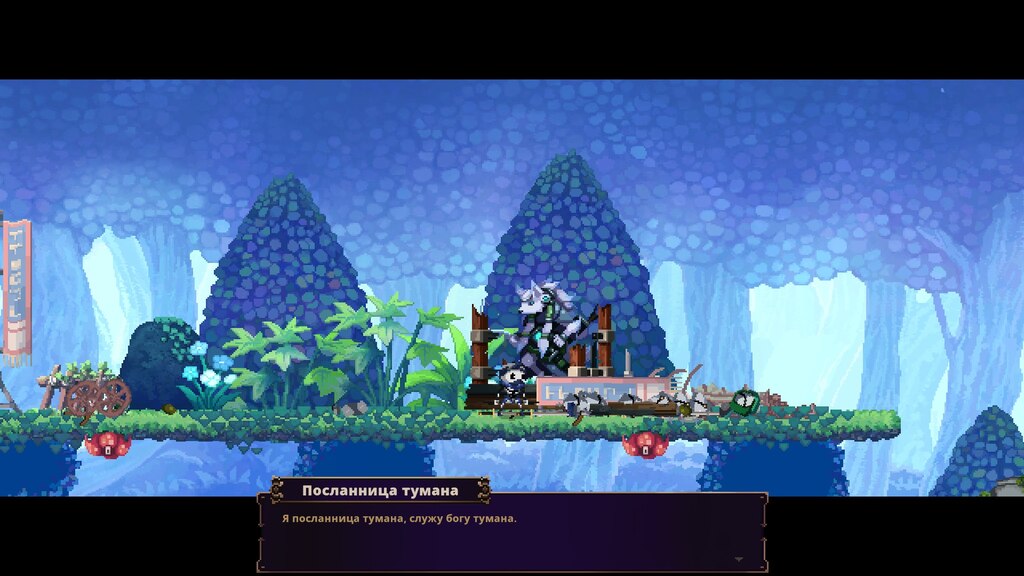 Посланница тумана
Я посланница тумана, служу богу тумана.